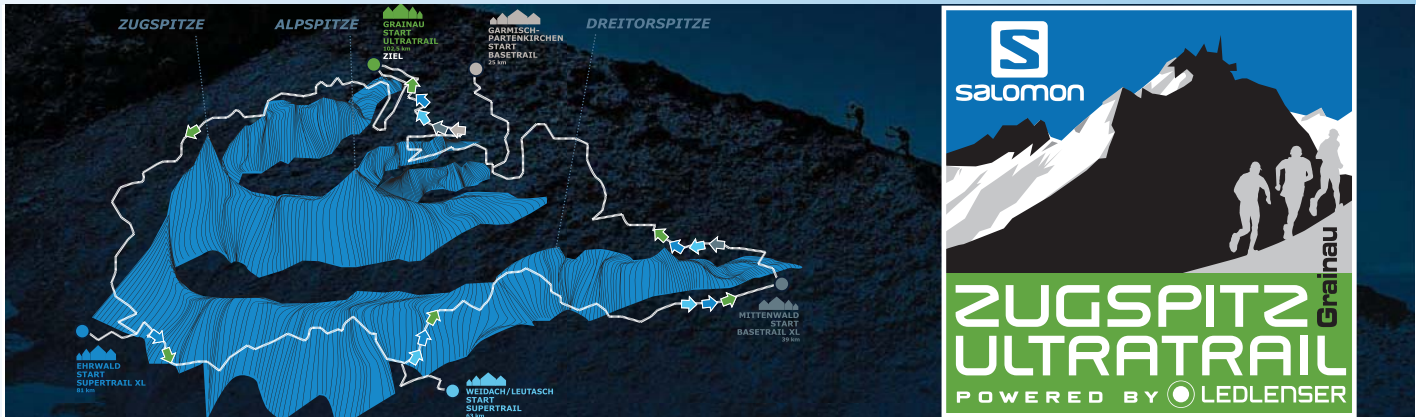 ZUGSPITZE
ALPSPITZE
GRAINAU
START
ULTRATRAIL
102,5 km
ZIEL
GARMISCH-
PARTENKIRCHEN
START
BASETRAIL
25 km
DREITORSPITZE
MITTENWALD
START
BASETRAIL XL
39 km
EHRWALD
START
SUPERTRAIL XL
81 km
WEIDACH/LEUTASCH
START
SUPERTRAIL
63 km
S
SALOMON
Grainau
ZUGSPITZ
ULTRATRAIL
POWERED BY LEDLENSER